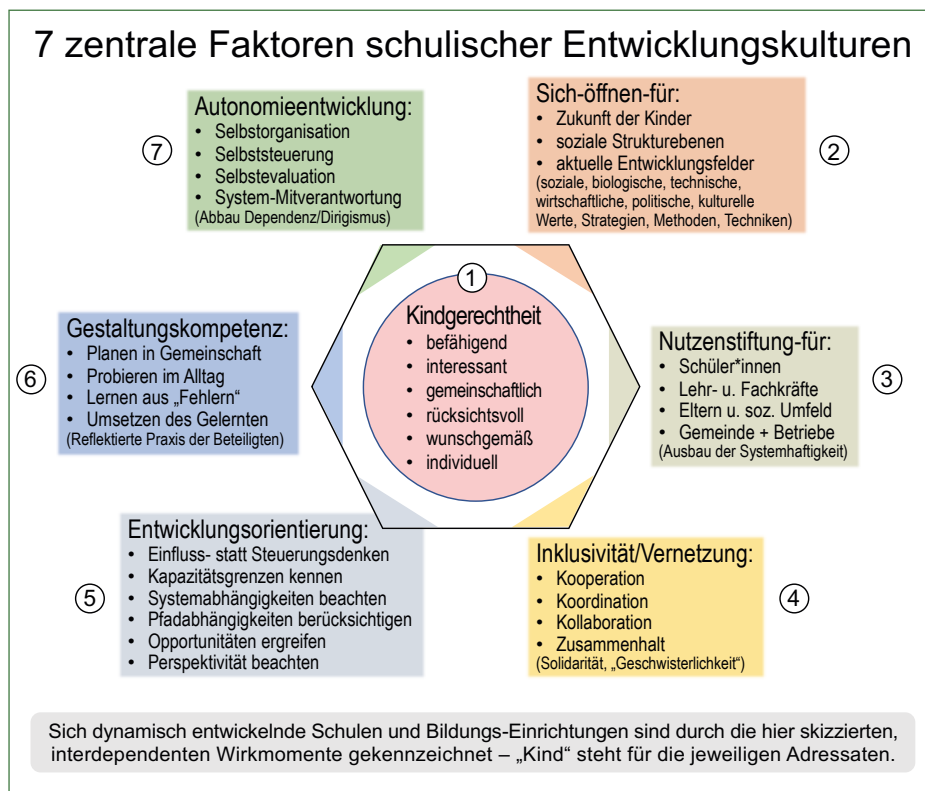 7 zentrale Faktoren schulischer Entwicklungskulturen
1
Kindgerechtheit
• befähigend
• interessant
• gemeinschaftlich
• rücksichtsvoll
• wunschgemäß
• individuell
2
Sich-öffnen-für:
• Zukunft der Kinder
• soziale Strukturebenen
• aktuelle Entwicklungsfelder
(soziale, biologische, technische,
wirtschaftliche, politische, kulturelle
Werte, Strategien, Methoden, Techniken)
3
Nutzenstiftung-für:
• Schüler*innen
• Lehr- u. Fachkräfte
• Eltern u. soz. Umfeld
• Gemeinde + Betriebe
(Ausbau der Systemhaftigkeit)
4
Inklusivität/Vernetzung:
• Kooperation
• Koordination
• Kollaboration
• Zusammenhalt
(Solidarität, „Geschwisterlichkeit“)
5
Entwicklungsorientierung:
• Einfluss- statt Steuerungsdenken
• Kapazitätsgrenzen kennen
• Systemabhängigkeiten beachten
• Pfadabhängigkeiten berücksichtigen
• Opportunitäten ergreifen
• Perspektivität beachten
6
Gestaltungskompetenz:
• Planen in Gemeinschaft
• Probieren im Alltag
• Lernen aus „Fehlern“
• Umsetzen des Gelernten
(Reflektierte Praxis der Beteiligten)
7
Autonomieentwicklung:
• Selbstorganisation
• Selbststeuerung
• Selbstevaluation
• System-Mitverantwortung
(Abbau Dependenz/Dirigismus)
Sich dynamisch entwickelnde Schulen und Bildungs-Einrichtungen sind durch die hier skizzierten,
interdependenten Wirkmomente gekennzeichnet – „Kind“ steht für die jeweiligen Adressaten.